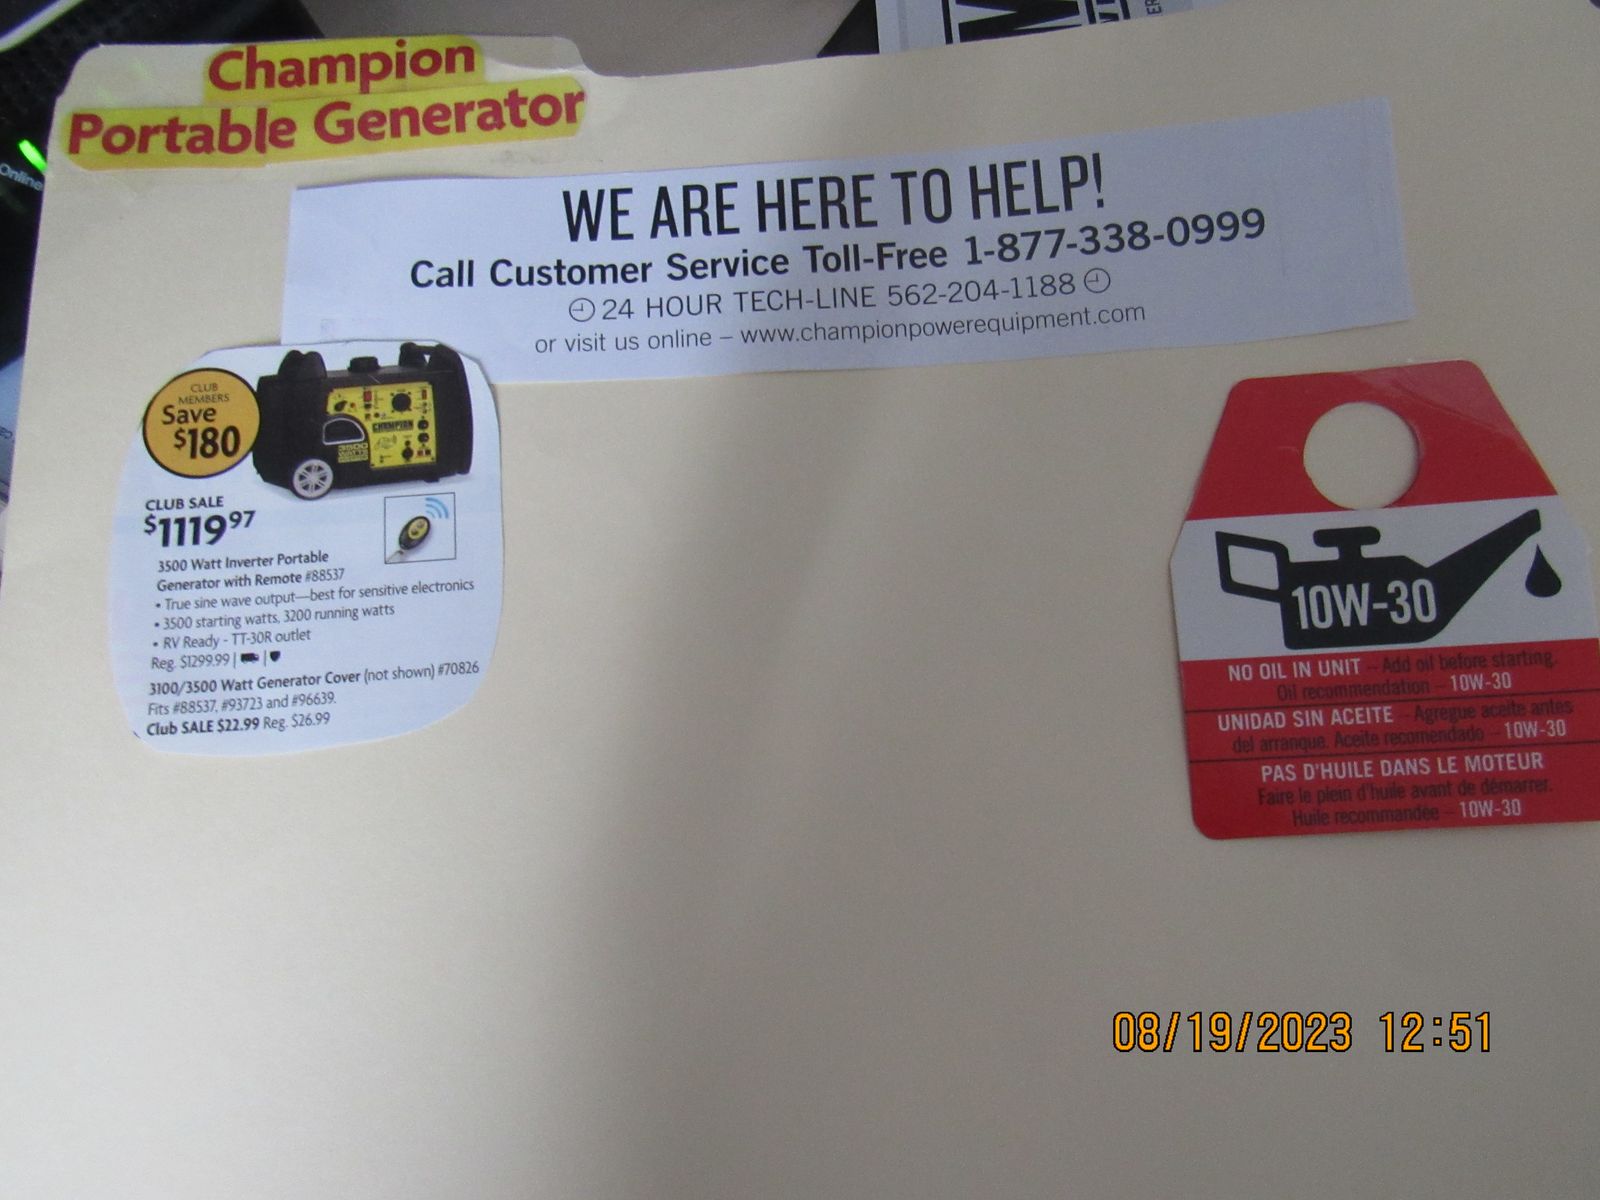 Champion
Portable Generator
Online
WE ARE HERE TO HELP!
Call Customer Service Toll-Free 1-877-338-0999
24 HOUR TECH-LINE 562-204-1188
or visit us online – www.championpowerequipment.com
CLUB
MEMBERS
Save
$180
CHAMPION
3500
WATTS
CLUB SALE
$1119.97
3500 Watt Inverter Portable
Generator with Remote #88537
• True sine wave output—best for sensitive electronics
• 3500 starting watts, 3200 running watts
• RV Ready - TT-30R outlet
Reg. $1299.99 | |
3100/3500 Watt Generator Cover (not shown) #70826
Fits #88537, #93723 and #96639.
Club SALE $22.99 Reg. $26.99
10W-30
NO OIL IN UNIT – Add oil before starting.
Oil recommendation – 10W-30
UNIDAD SIN ACEITE - Agregue aceite antes
del arranque. Aceite recomendado – 10W-30
PAS D'HUILE DANS LE MOTEUR
Faire le plein d'huile avant de démarrer.
Huile recommandée – 10W-30
08/19/2023 12:51